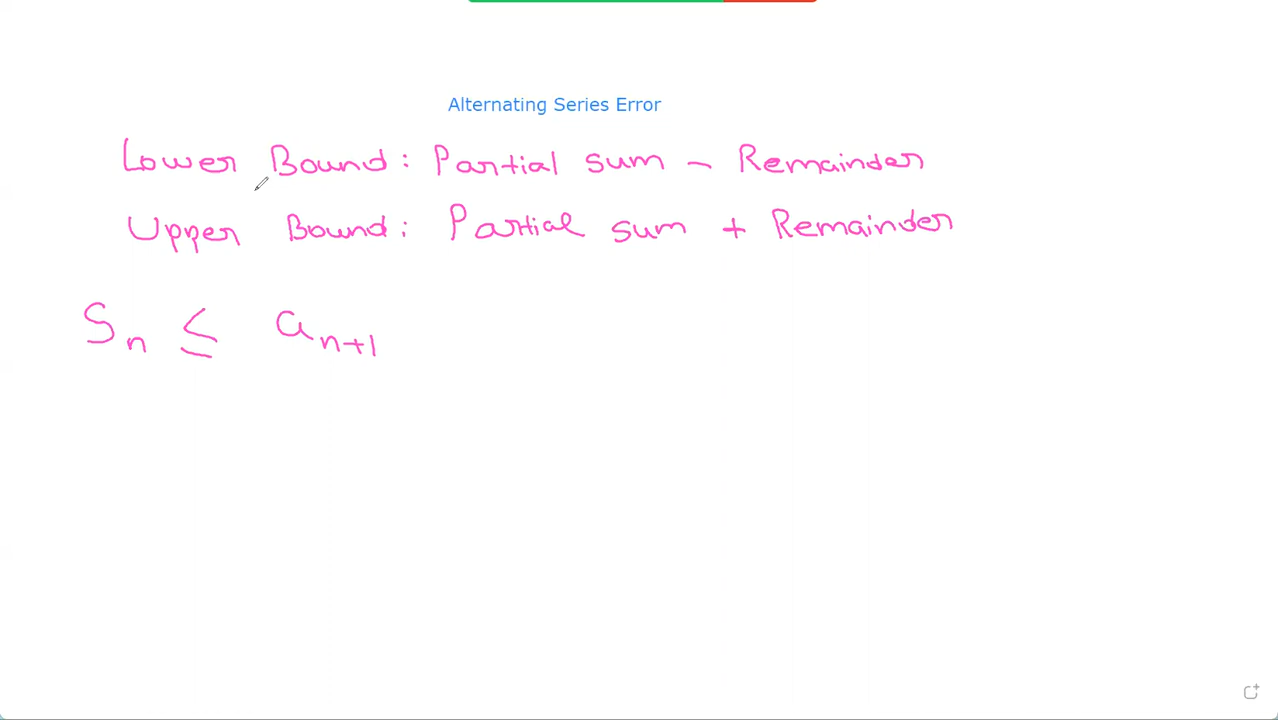 Alternating Series Error
Lower Bound: Partial sum - Remainder
Upper Bound: Partial sum + Remainder
Sₙ ≤ aₙ₊₁